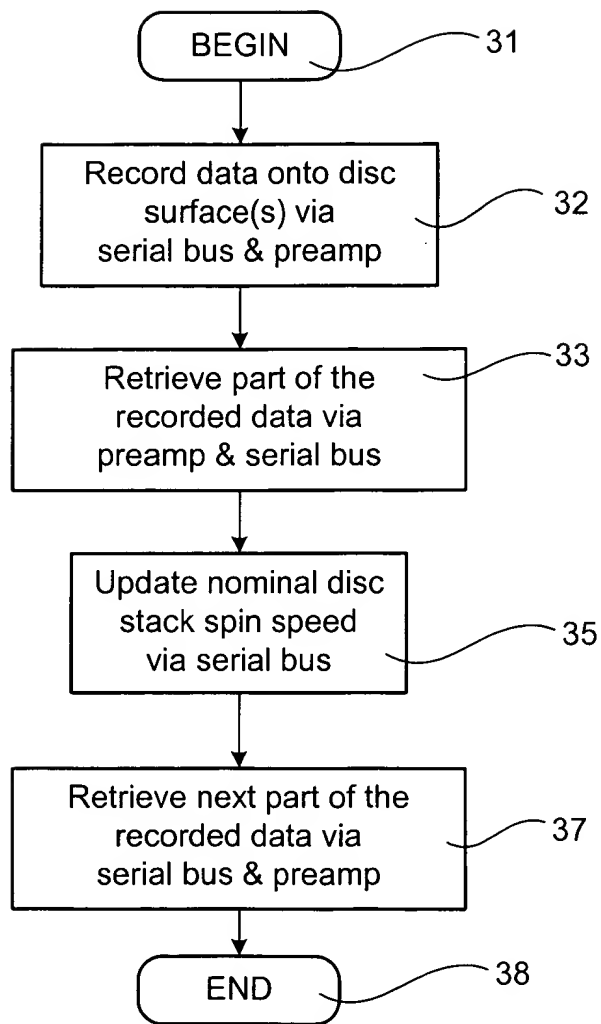 BEGIN
31
Record data onto disc
surface(s) via
serial bus & preamp
32
Retrieve part of the
recorded data via
preamp & serial bus
33
Update nominal disc
stack spin speed
via serial bus
35
Retrieve next part of the
recorded data via
serial bus & preamp
37
END
38